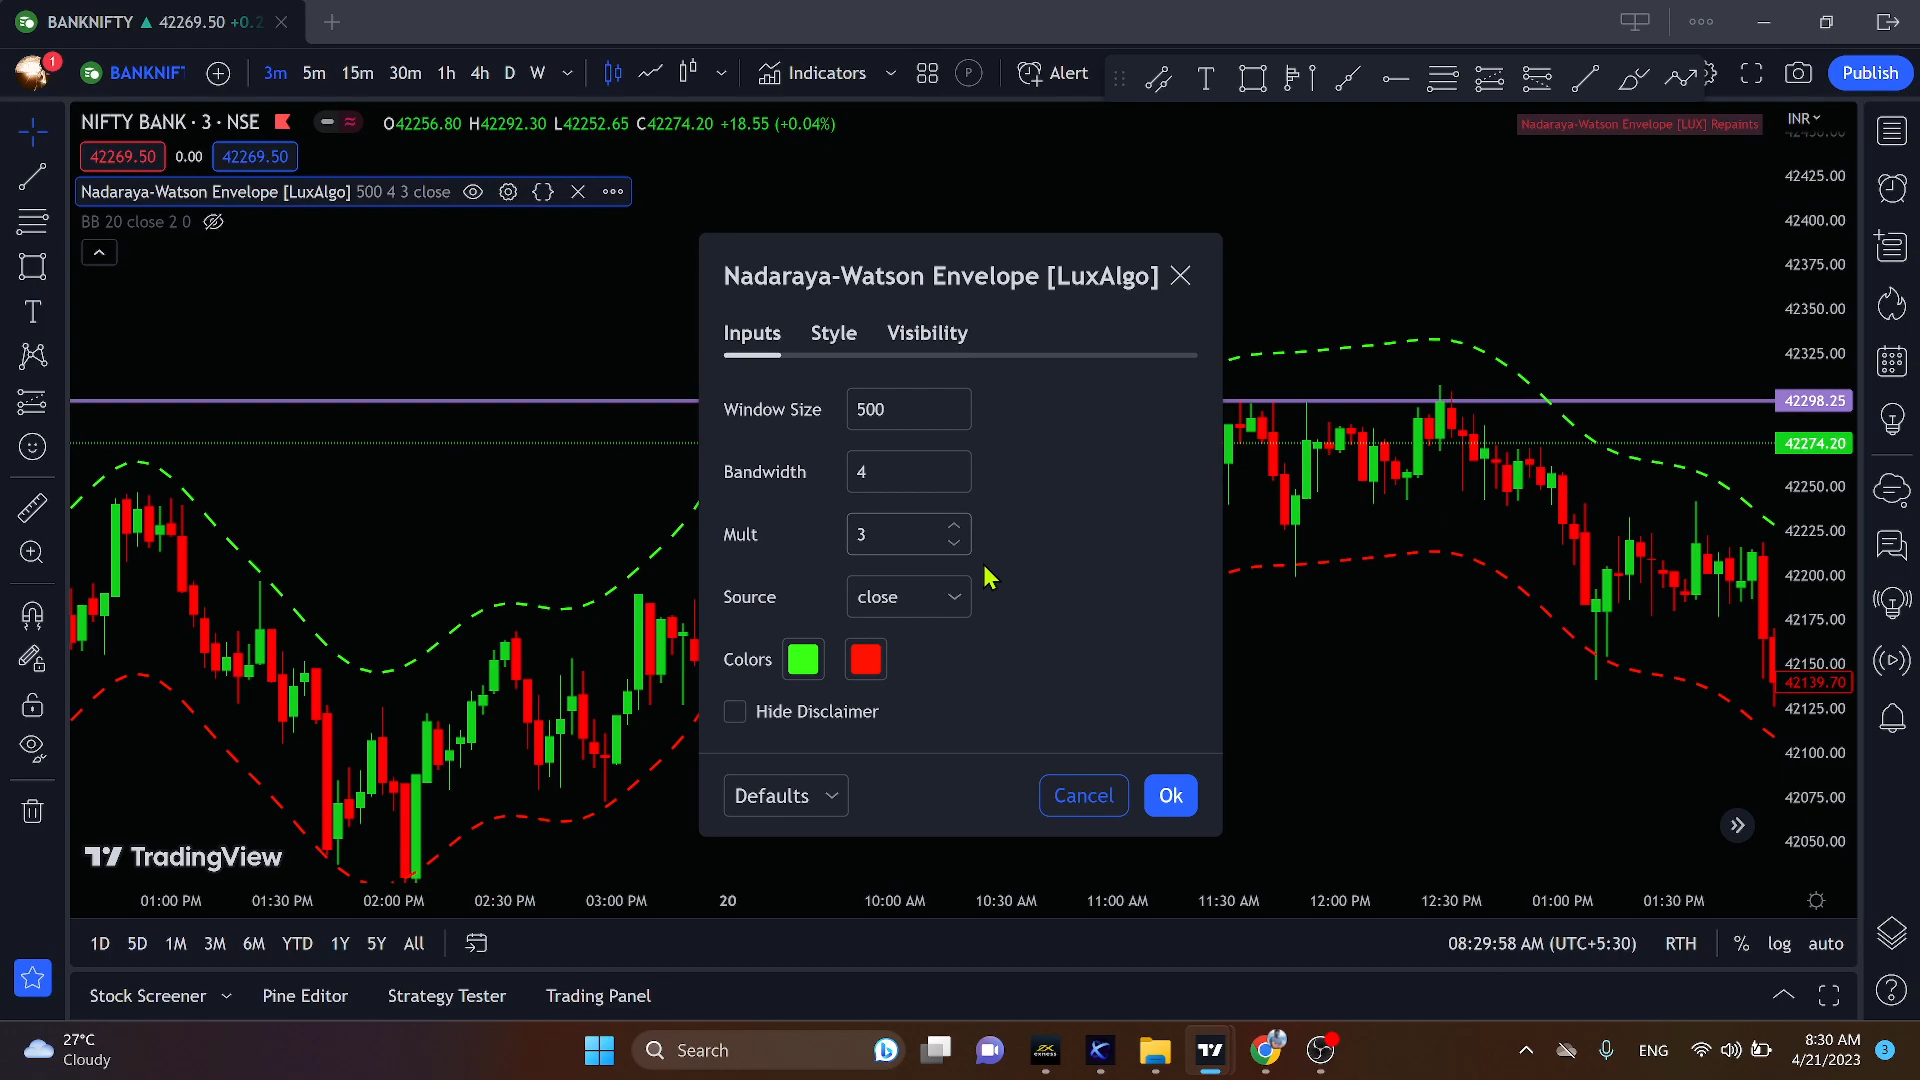 BANKNIFTY ▲ 42269.50 +0.2
1 BANKNIFT 3m 5m 15m 30m 1h 4h D W Indicators P Alert Publish
NIFTY BANK · 3 · NSE O42256.80 H42292.30 L42252.65 C42274.20 +18.55 (+0.04%)
Nadaraya-Watson Envelope [LUX] Repaints
INR
42269.50 0.00 42269.50
Nadaraya-Watson Envelope [LuxAlgo] 500 4 3 close
BB 20 close 2 0
Nadaraya-Watson Envelope [LuxAlgo]
Inputs Style Visibility
Window Size 500
Bandwidth 4
Mult 3
Source close
Colors
Hide Disclaimer
Defaults Cancel Ok
42425.00
42400.00
42375.00
42350.00
42325.00
42298.25
42274.20
42250.00
42225.00
42200.00
42175.00
42150.00
42139.70
42125.00
42100.00
42075.00
42050.00
TradingView
01:00 PM 01:30 PM 02:00 PM 02:30 PM 03:00 PM 20 10:00 AM 10:30 AM 11:00 AM 11:30 AM 12:00 PM 12:30 PM 01:00 PM 01:30 PM
1D 5D 1M 3M 6M YTD 1Y 5Y All 08:29:58 AM (UTC+5:30) RTH % log auto
Stock Screener Pine Editor Strategy Tester Trading Panel
27°C
Cloudy
Search
exness
ENG
8:30 AM
4/21/2023
3